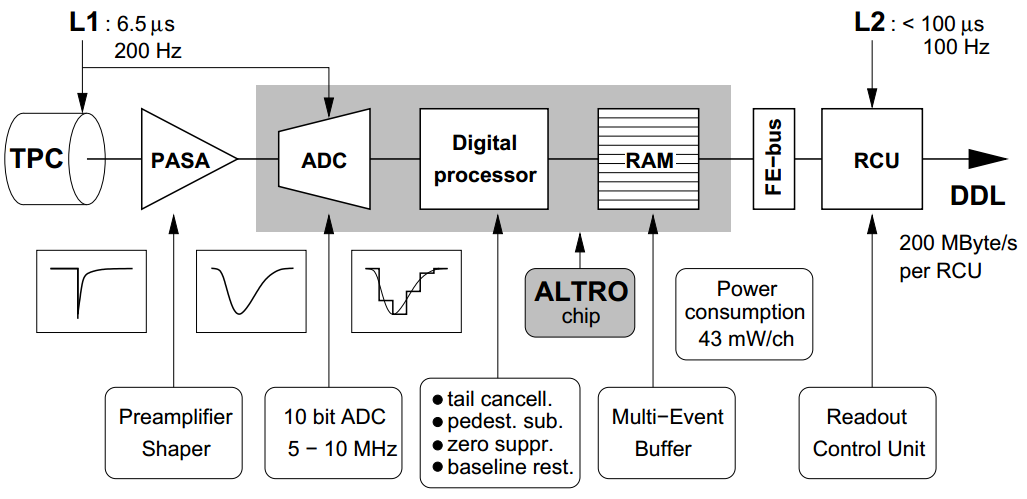 L1 : 6.5 µs
200 Hz
L2 : < 100 µs
100 Hz
TPC
PASA
ADC
Digital
processor
RAM
FE−bus
RCU
DDL
200 MByte/s
per RCU
ALTRO
chip
Power
consumption
43 mW/ch
Preamplifier
Shaper
10 bit ADC
5 − 10 MHz
● tail cancell.
● pedest. sub.
● zero suppr.
● baseline rest.
Multi−Event
Buffer
Readout
Control Unit